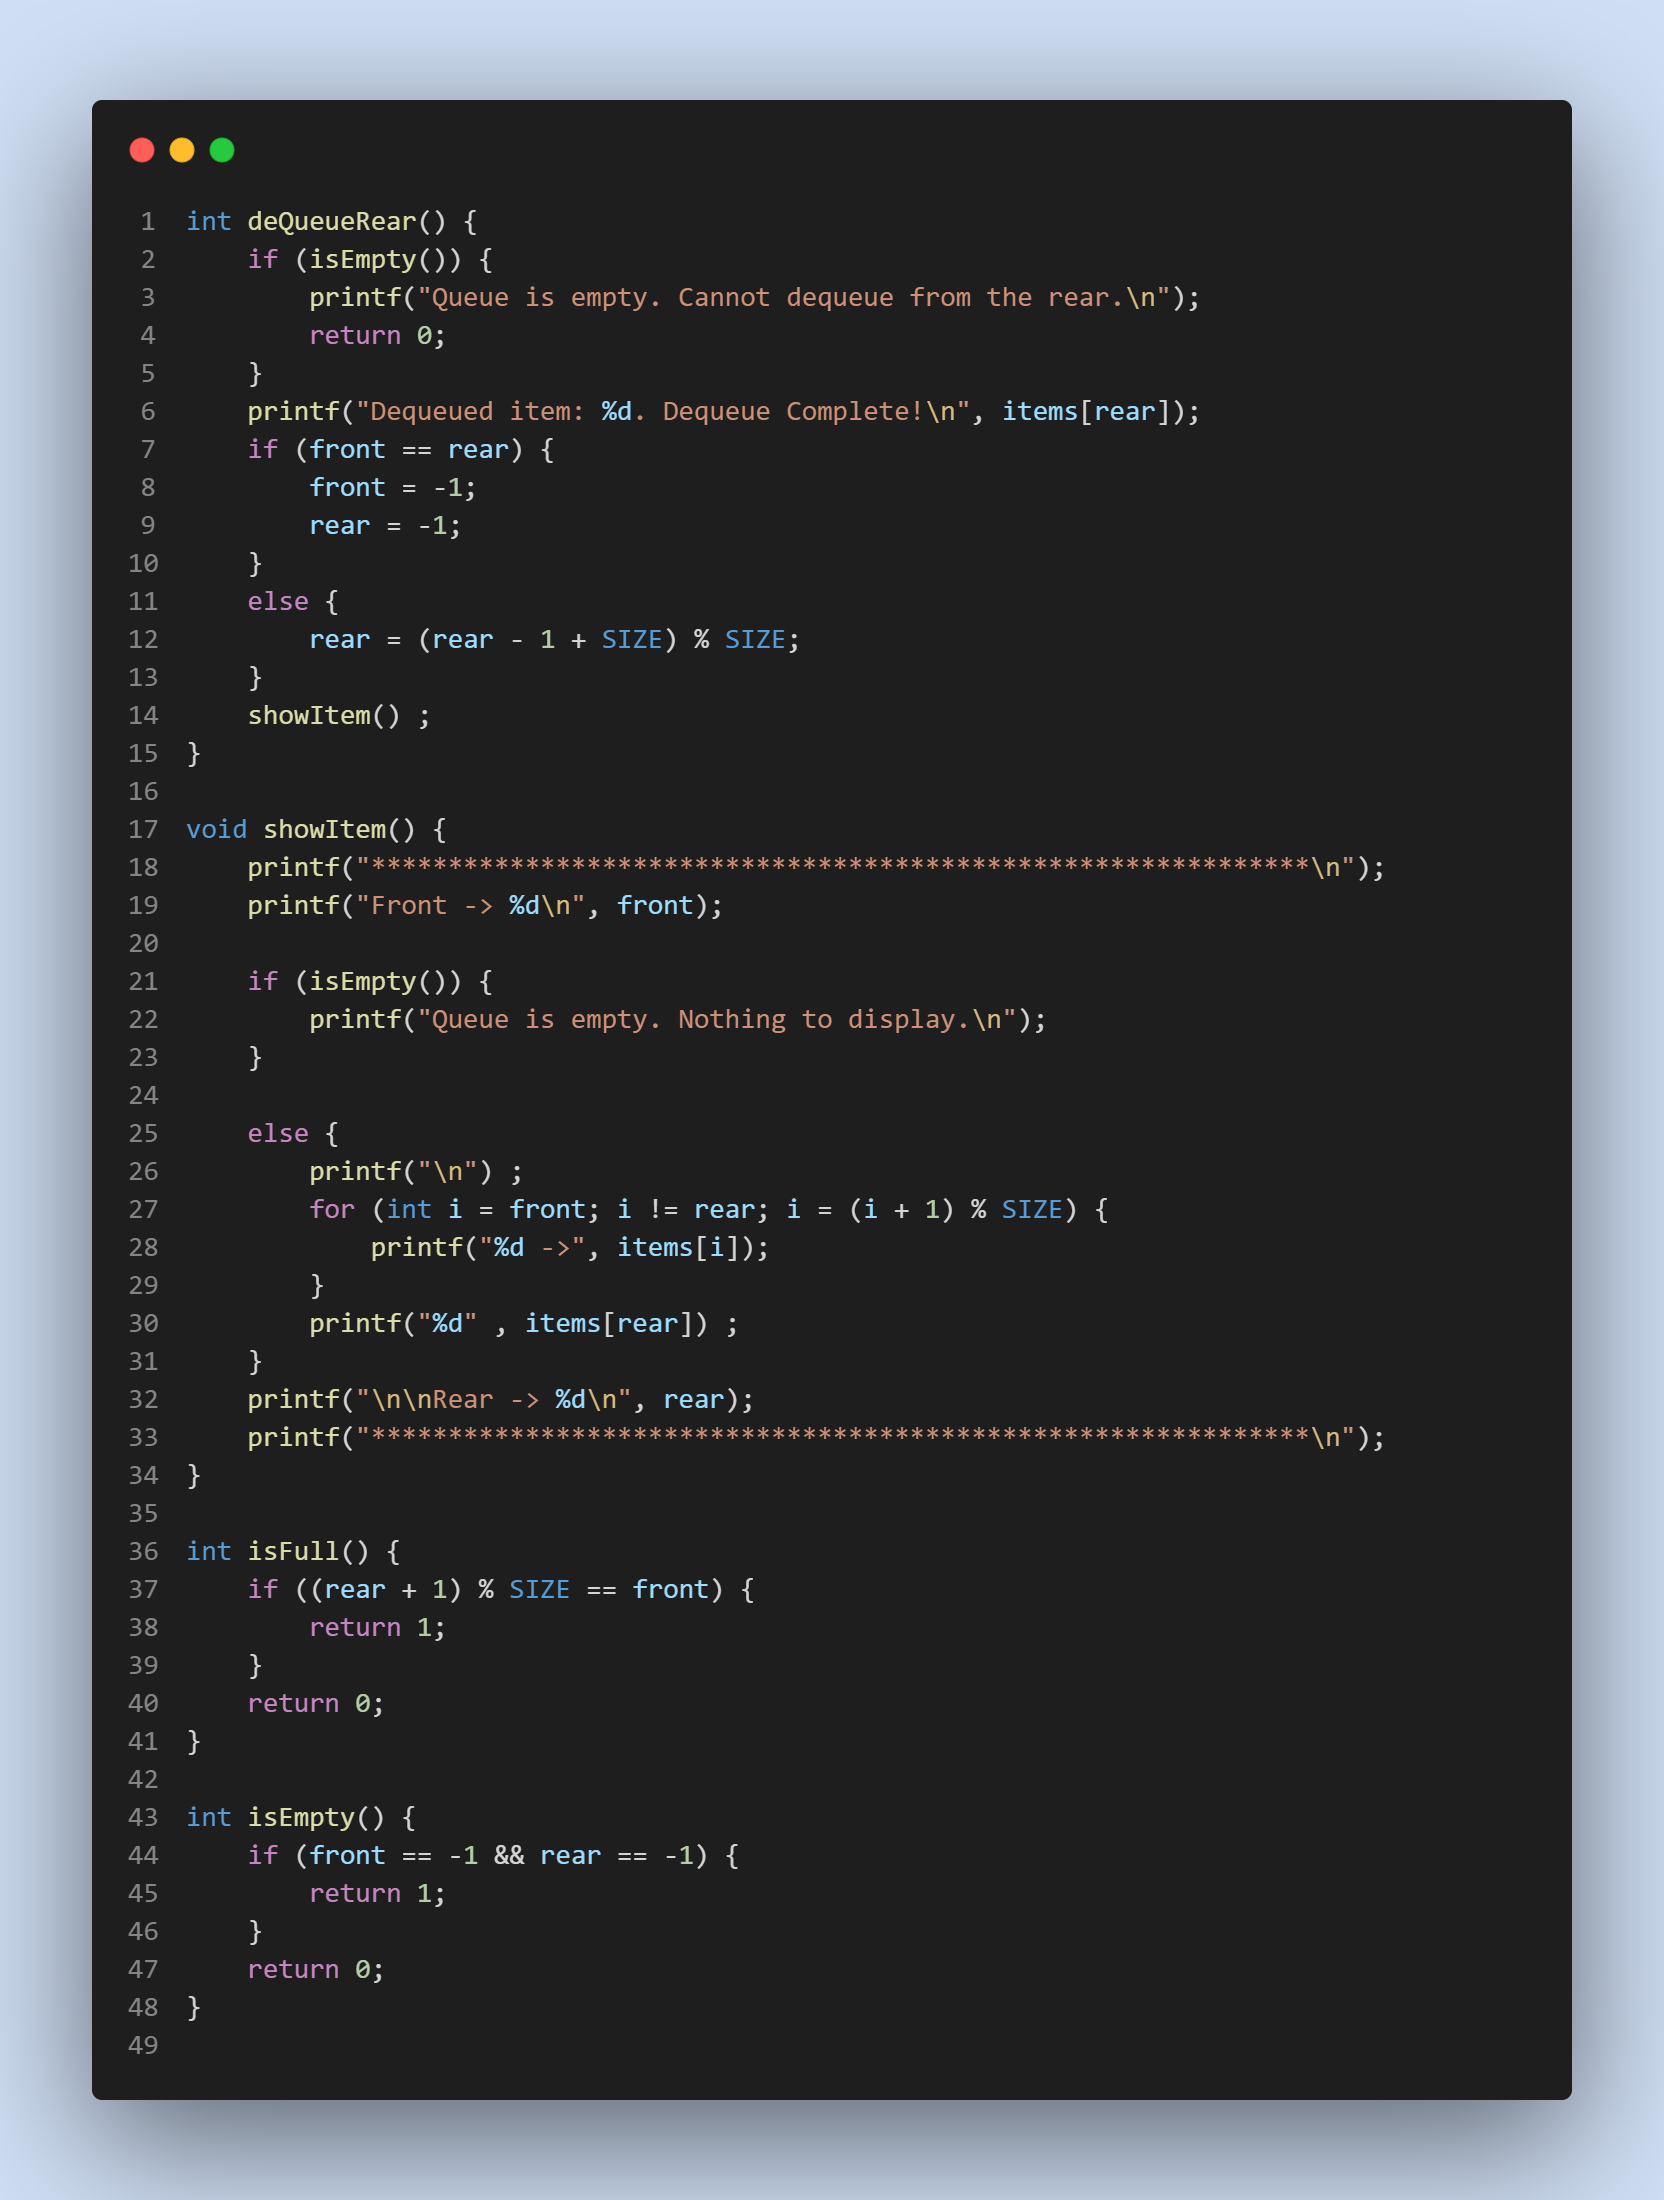 1 int deQueueRear() {
2     if (isEmpty()) {
3         printf("Queue is empty. Cannot dequeue from the rear.\n");
4         return 0;
5     }
6     printf("Dequeued item: %d. Dequeue Complete!\n", items[rear]);
7     if (front == rear) {
8         front = -1;
9         rear = -1;
10     }
11     else {
12         rear = (rear - 1 + SIZE) % SIZE;
13     }
14     showItem() ;
15 }
16
17 void showItem() {
18     printf("*************************************************************\n");
19     printf("Front -> %d\n", front);
20
21     if (isEmpty()) {
22         printf("Queue is empty. Nothing to display.\n");
23     }
24
25     else {
26         printf("\n") ;
27         for (int i = front; i != rear; i = (i + 1) % SIZE) {
28             printf("%d ->", items[i]);
29         }
30         printf("%d" , items[rear]) ;
31     }
32     printf("\n\nRear -> %d\n", rear);
33     printf("*************************************************************\n");
34 }
35
36 int isFull() {
37     if ((rear + 1) % SIZE == front) {
38         return 1;
39     }
40     return 0;
41 }
42
43 int isEmpty() {
44     if (front == -1 && rear == -1) {
45         return 1;
46     }
47     return 0;
48 }
49